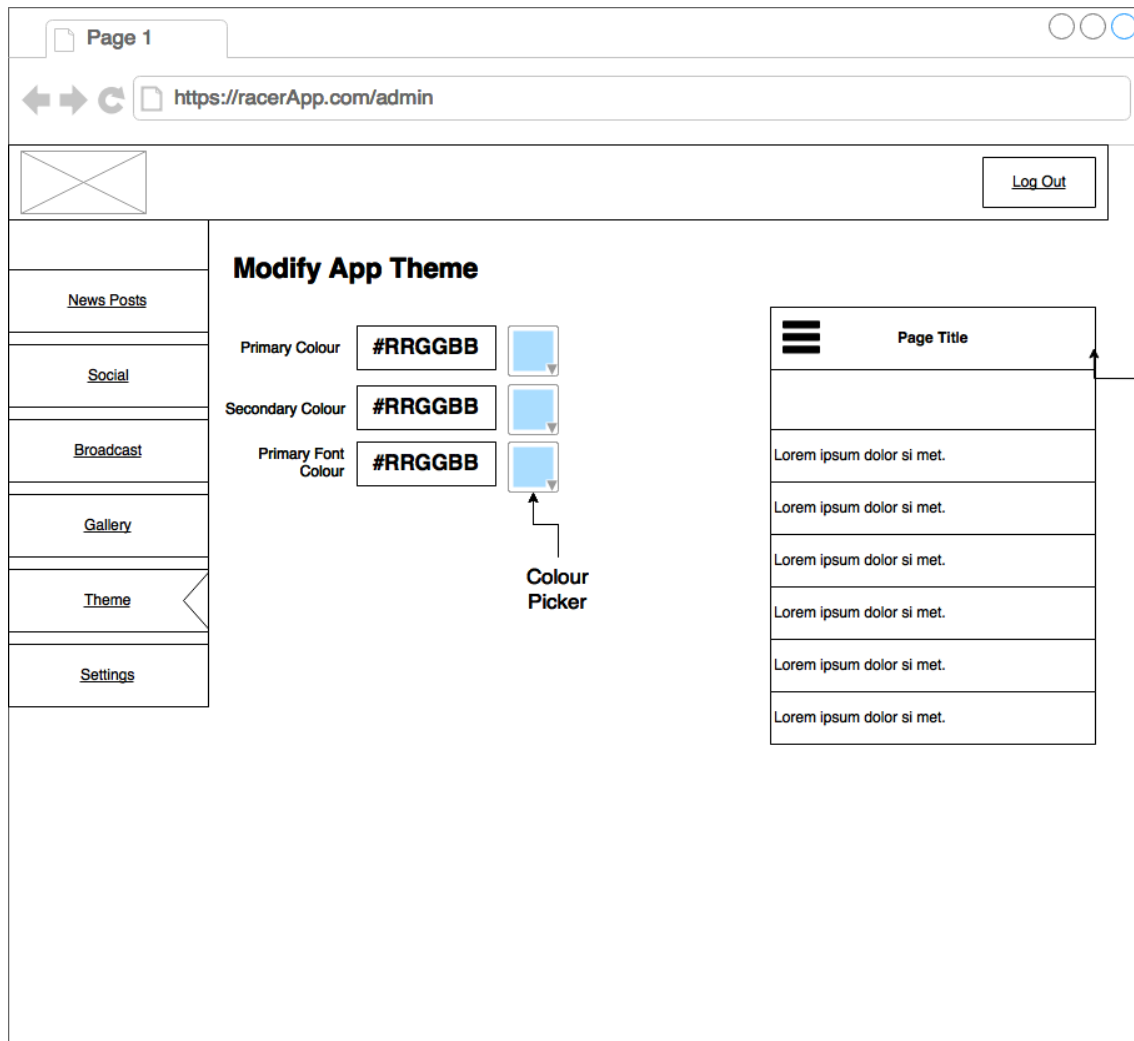 Page 1
https://racerApp.com/admin
Log Out
Modify App Theme
News Posts
Social
Broadcast
Gallery
Theme
Settings
Primary Colour
#RRGGBB
Secondary Colour
#RRGGBB
Primary Font
Colour
#RRGGBB
Colour
Picker
Page Title
Lorem ipsum dolor si met.
Lorem ipsum dolor si met.
Lorem ipsum dolor si met.
Lorem ipsum dolor si met.
Lorem ipsum dolor si met.
Lorem ipsum dolor si met.